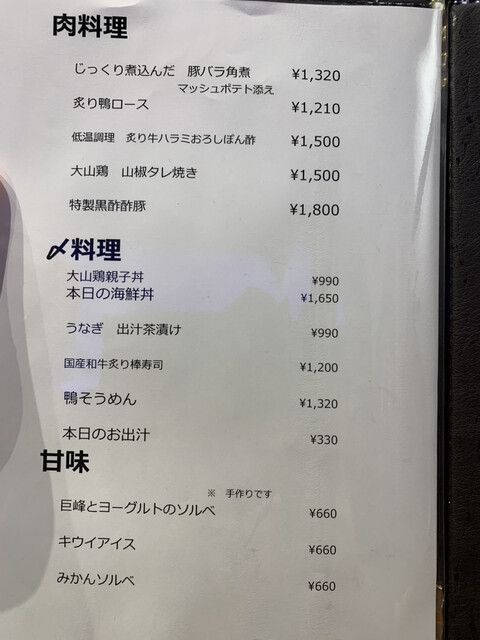 肉料理
じっくり煮込んだ　豚バラ角煮 ¥1,320
マッシュポテト添え
炙り鴨ロース ¥1,210
低温調理　炙り牛ハラミおろしぽん酢 ¥1,500
大山鶏　山椒タレ焼き ¥1,500
特製黒酢酢豚 ¥1,800
〆料理
大山鶏親子丼 ¥990
本日の海鮮丼 ¥1,650
うなぎ　出汁茶漬け ¥990
国産和牛炙り棒寿司 ¥1,200
鴨そうめん ¥1,320
本日のお出汁 ¥330
甘味
※　手作りです
巨峰とヨーグルトのソルベ ¥660
キウイアイス ¥660
みかんソルベ ¥660